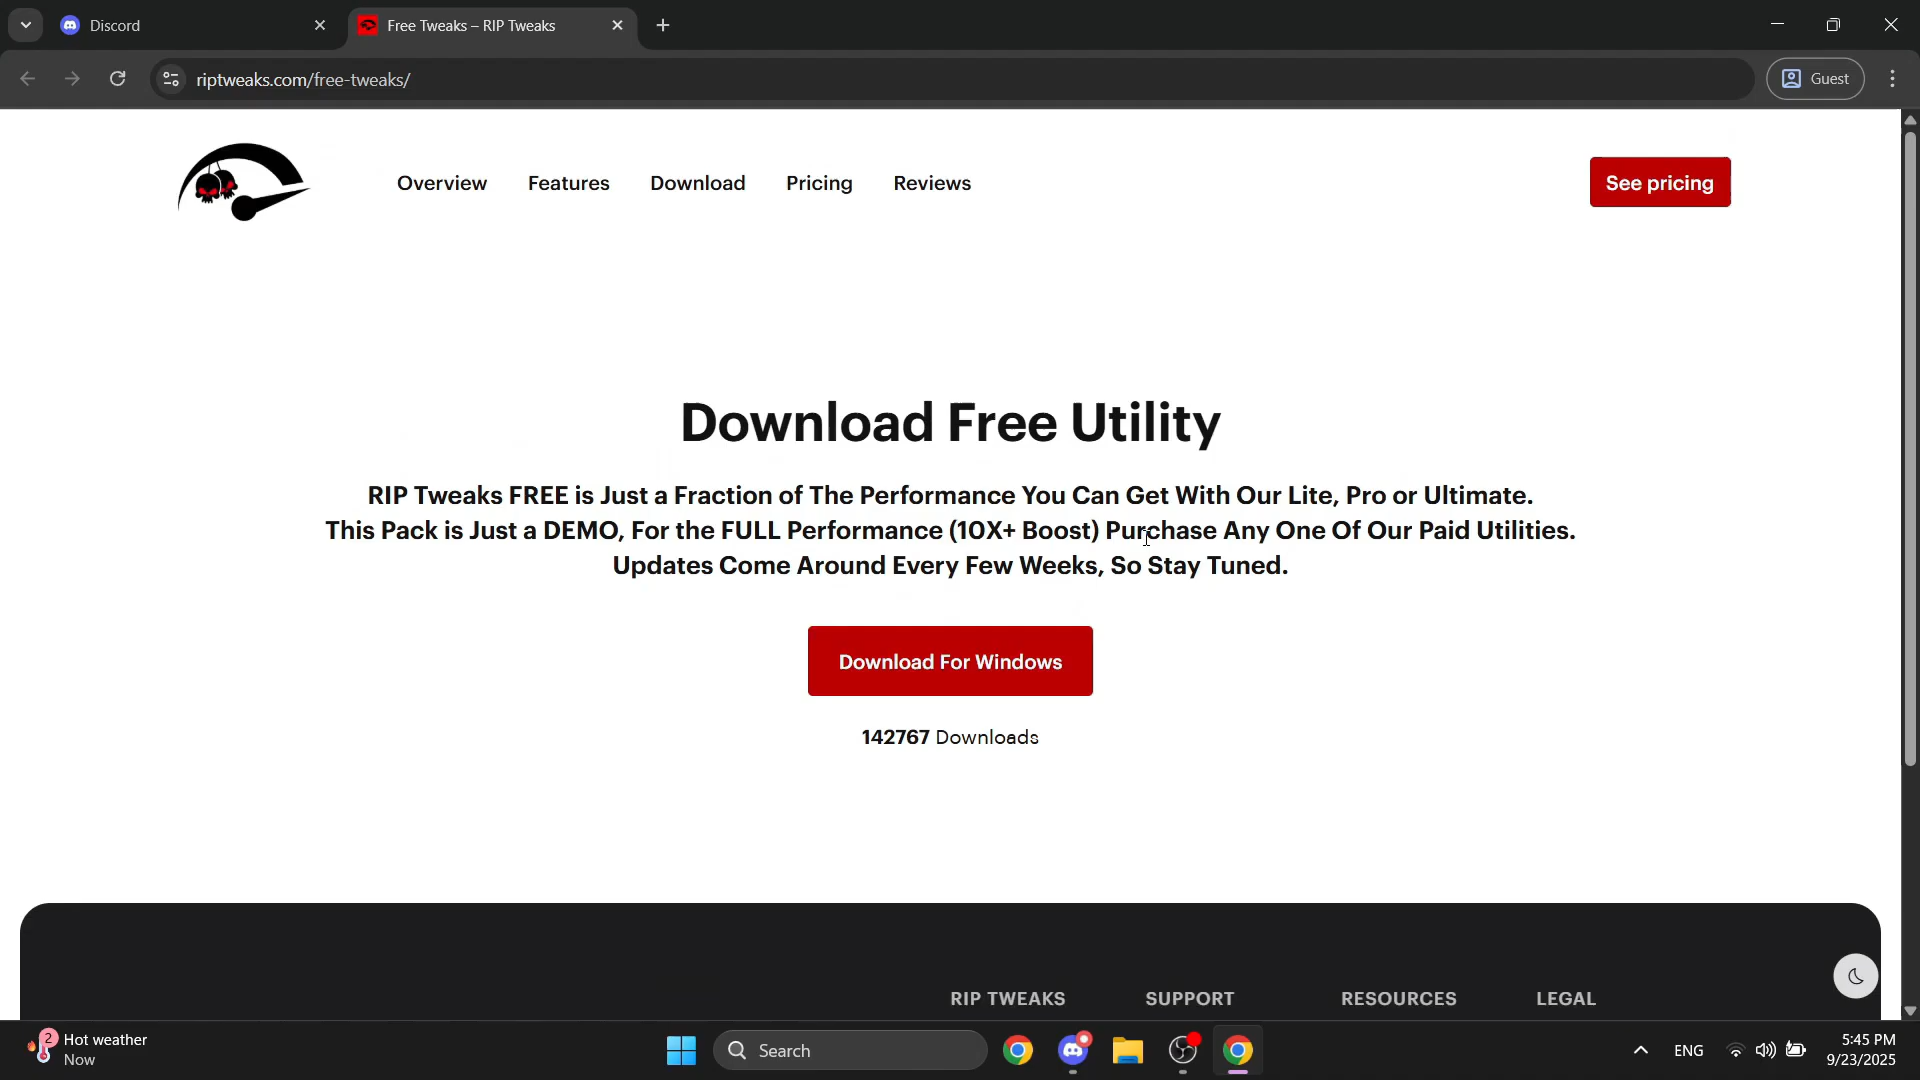 Discord
Free Tweaks – RIP Tweaks
riptweaks.com/free-tweaks/
Guest
Overview
Features
Download
Pricing
Reviews
See pricing
Download Free Utility
RIP Tweaks FREE is Just a Fraction of The Performance You Can Get With Our Lite, Pro or Ultimate.
This Pack is Just a DEMO, For the FULL Performance (10X+ Boost) Purchase Any One Of Our Paid Utilities.
Updates Come Around Every Few Weeks, So Stay Tuned.
Download For Windows
142767 Downloads
RIP TWEAKS
SUPPORT
RESOURCES
LEGAL
2
Hot weather
Now
Search
ENG
5:45 PM
9/23/2025